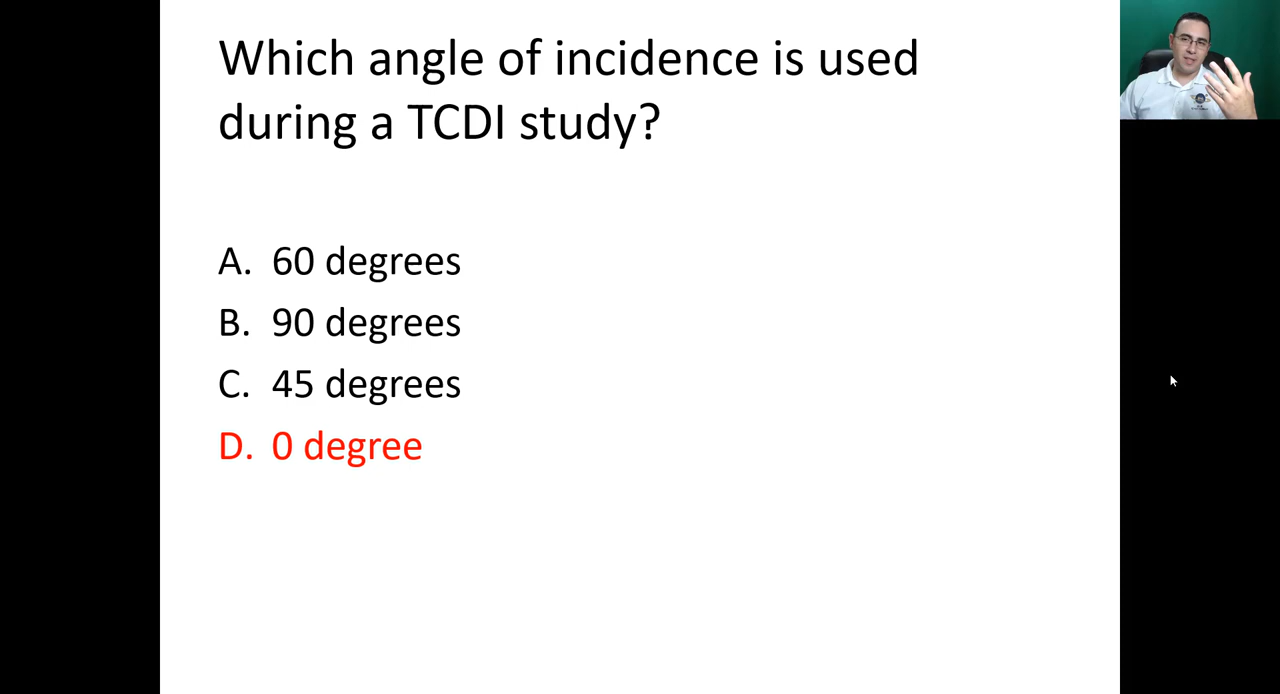 Which angle of incidence is used
during a TCDI study?
A. 60 degrees
B. 90 degrees
C. 45 degrees
D. 0 degree